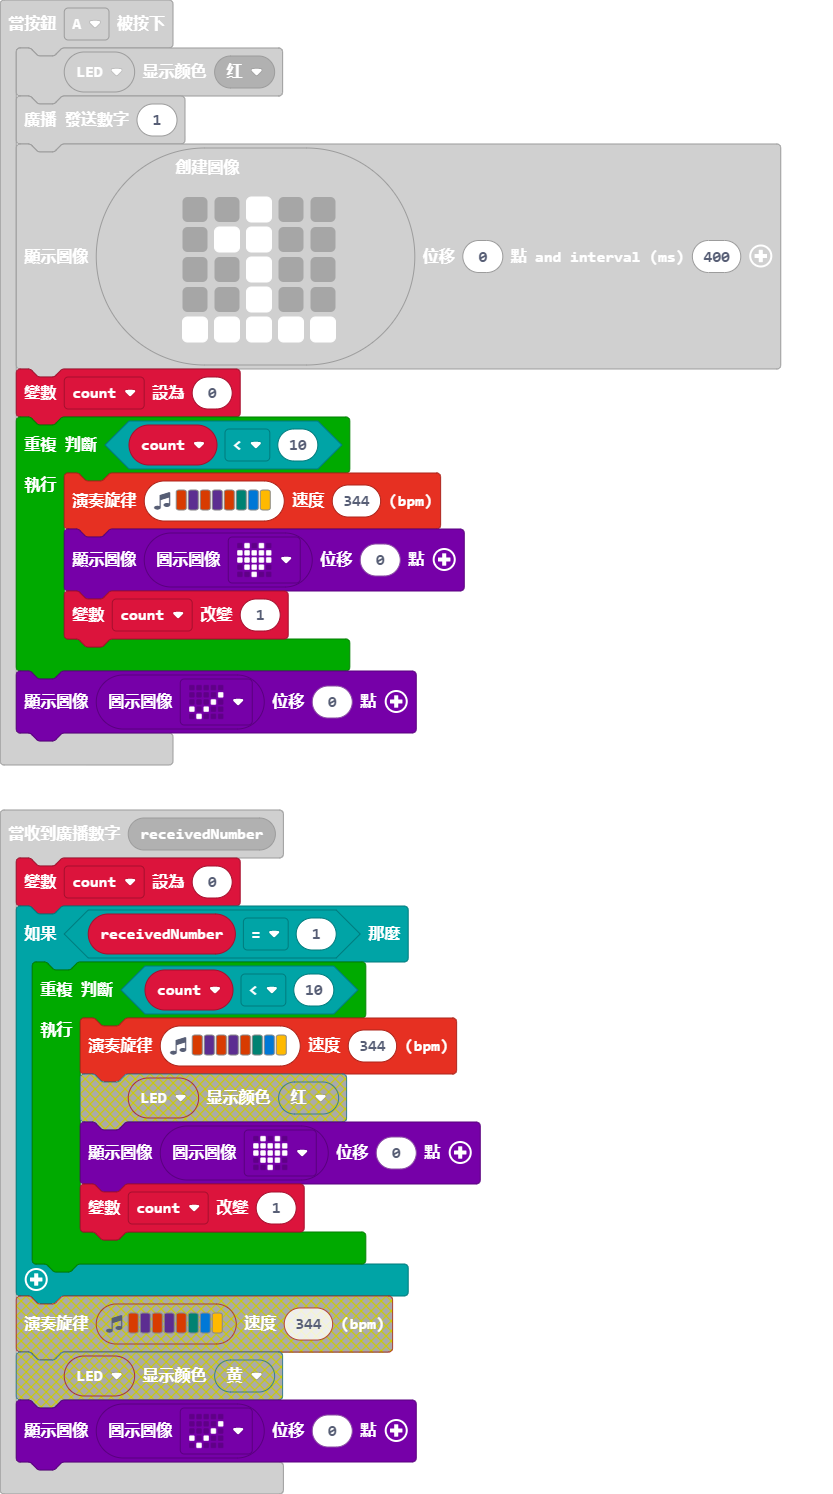 當按鈕 A 被按下
LED 显示颜色 红
廣播 發送數字 1
創建圖像
顯示圖像 位移 0 點 and interval (ms) 400
變數 count 設為 0
重複 判斷 count < 10
執行
演奏旋律 速度 344 (bpm)
顯示圖像 圖示圖像 位移 0 點
變數 count 改變 1
顯示圖像 圖示圖像 位移 0 點
當收到廣播數字 receivedNumber
變數 count 設為 0
如果 receivedNumber = 1 那麼
重複 判斷 count < 10
執行
演奏旋律 速度 344 (bpm)
LED 显示颜色 红
顯示圖像 圖示圖像 位移 0 點
變數 count 改變 1
演奏旋律 速度 344 (bpm)
LED 显示颜色 黄
顯示圖像 圖示圖像 位移 0 點